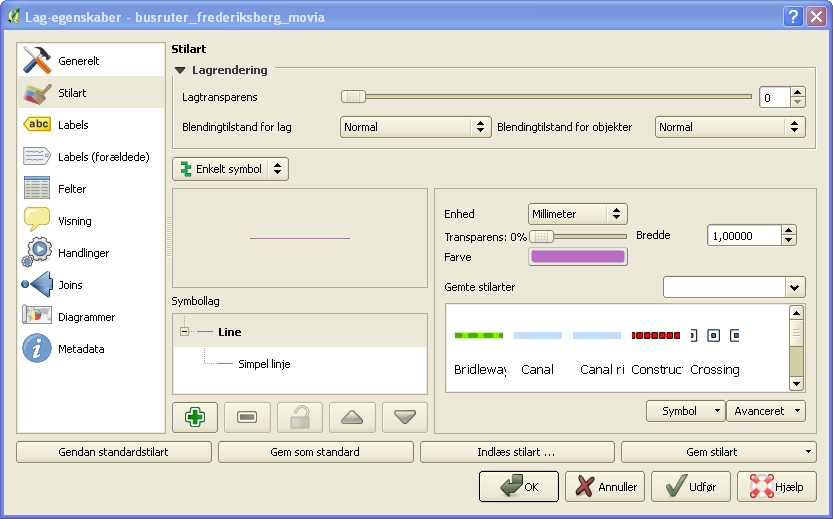 Lag-egenskaber - busruter_frederiksberg_movia
Generelt
Stilart
abc Labels
Labels (forældede)
Felter
Visning
Handlinger
Joins
Diagrammer
Metadata
Stilart
Lagrendering
Lagtransparens 0
Blendingtilstand for lag Normal Blendingtilstand for objekter Normal
Enkelt symbol
Symbollag
Line
Simpel linje
Enhed Millimeter
Transparens: 0% Bredde 1,00000
Farve
Gemte stilarter
Bridleway Canal Canal ri Construc Crossing
Symbol Avanceret
Gendan standardstilart Gem som standard Indlæs stilart ... Gem stilart
OK Annuller Udfør Hjælp